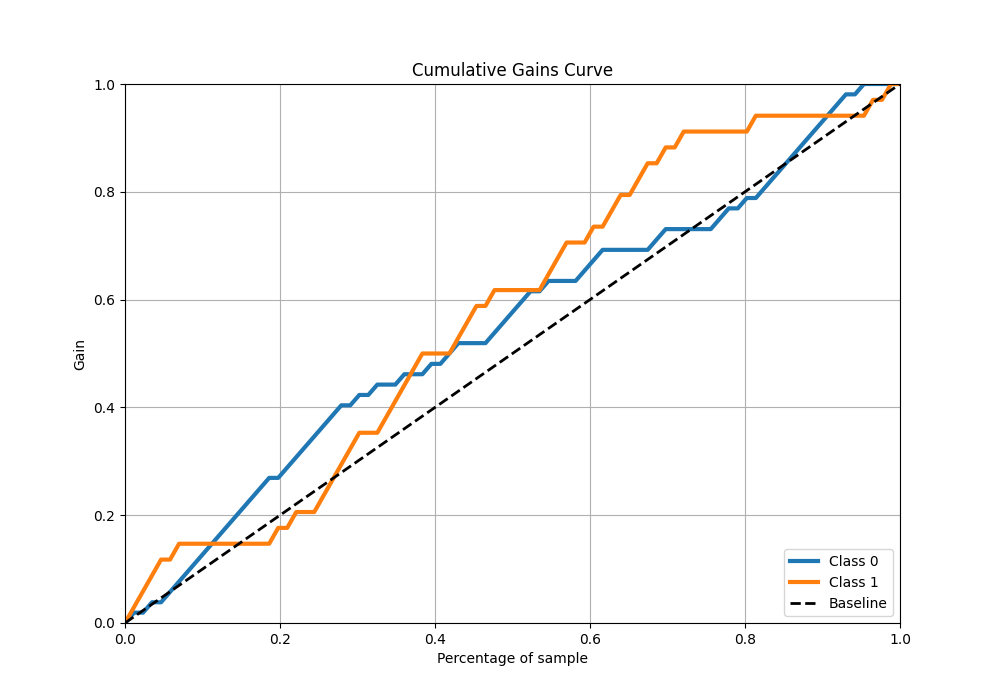 Cumulative Gains Curve
1.0
0.8
0.6
0.4
0.2
0.0
Gain
0.0 0.2 0.4 0.6 0.8 1.0
Percentage of sample
Class 0
Class 1
Baseline